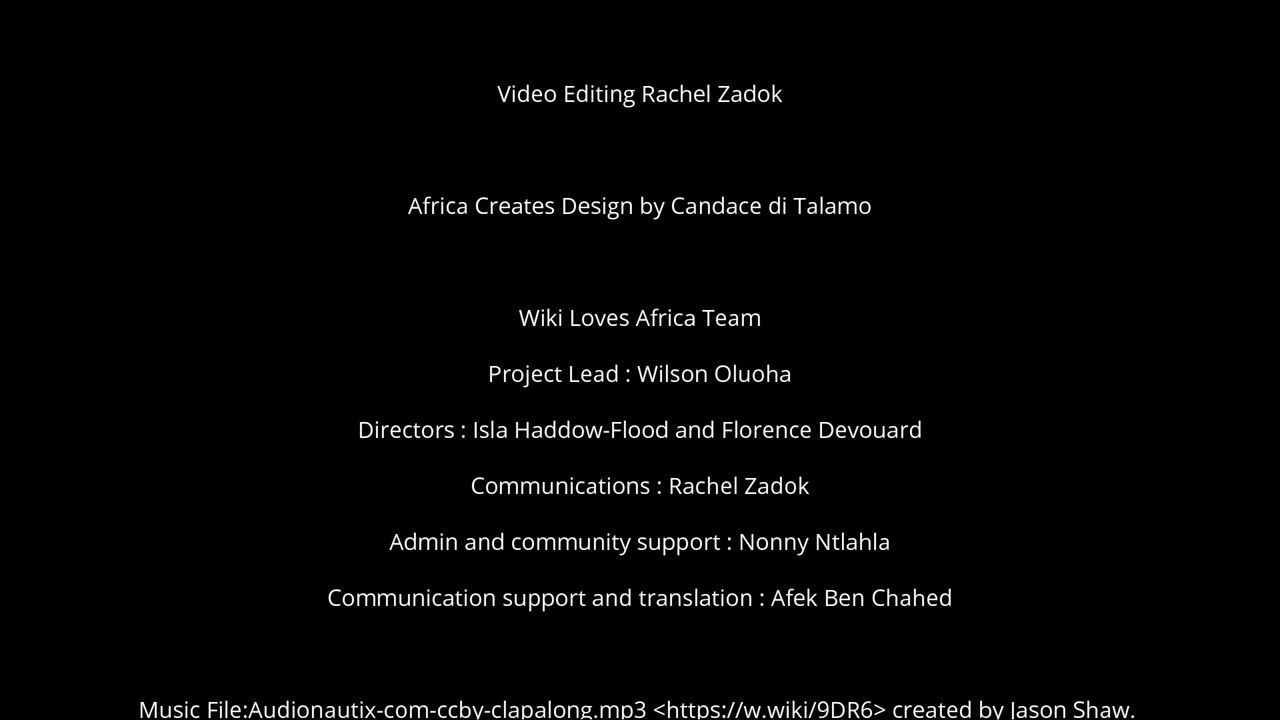 Video Editing Rachel Zadok
Africa Creates Design by Candace di Talamo
Wiki Loves Africa Team
Project Lead : Wilson Oluoha
Directors : Isla Haddow-Flood and Florence Devouard
Communications : Rachel Zadok
Admin and community support : Nonny Ntlahla
Communication support and translation : Afek Ben Chahed
Music File:Audionautix-com-ccby-clapalong.mp3 <https://w.wiki/9DR6> created by Jason Shaw.